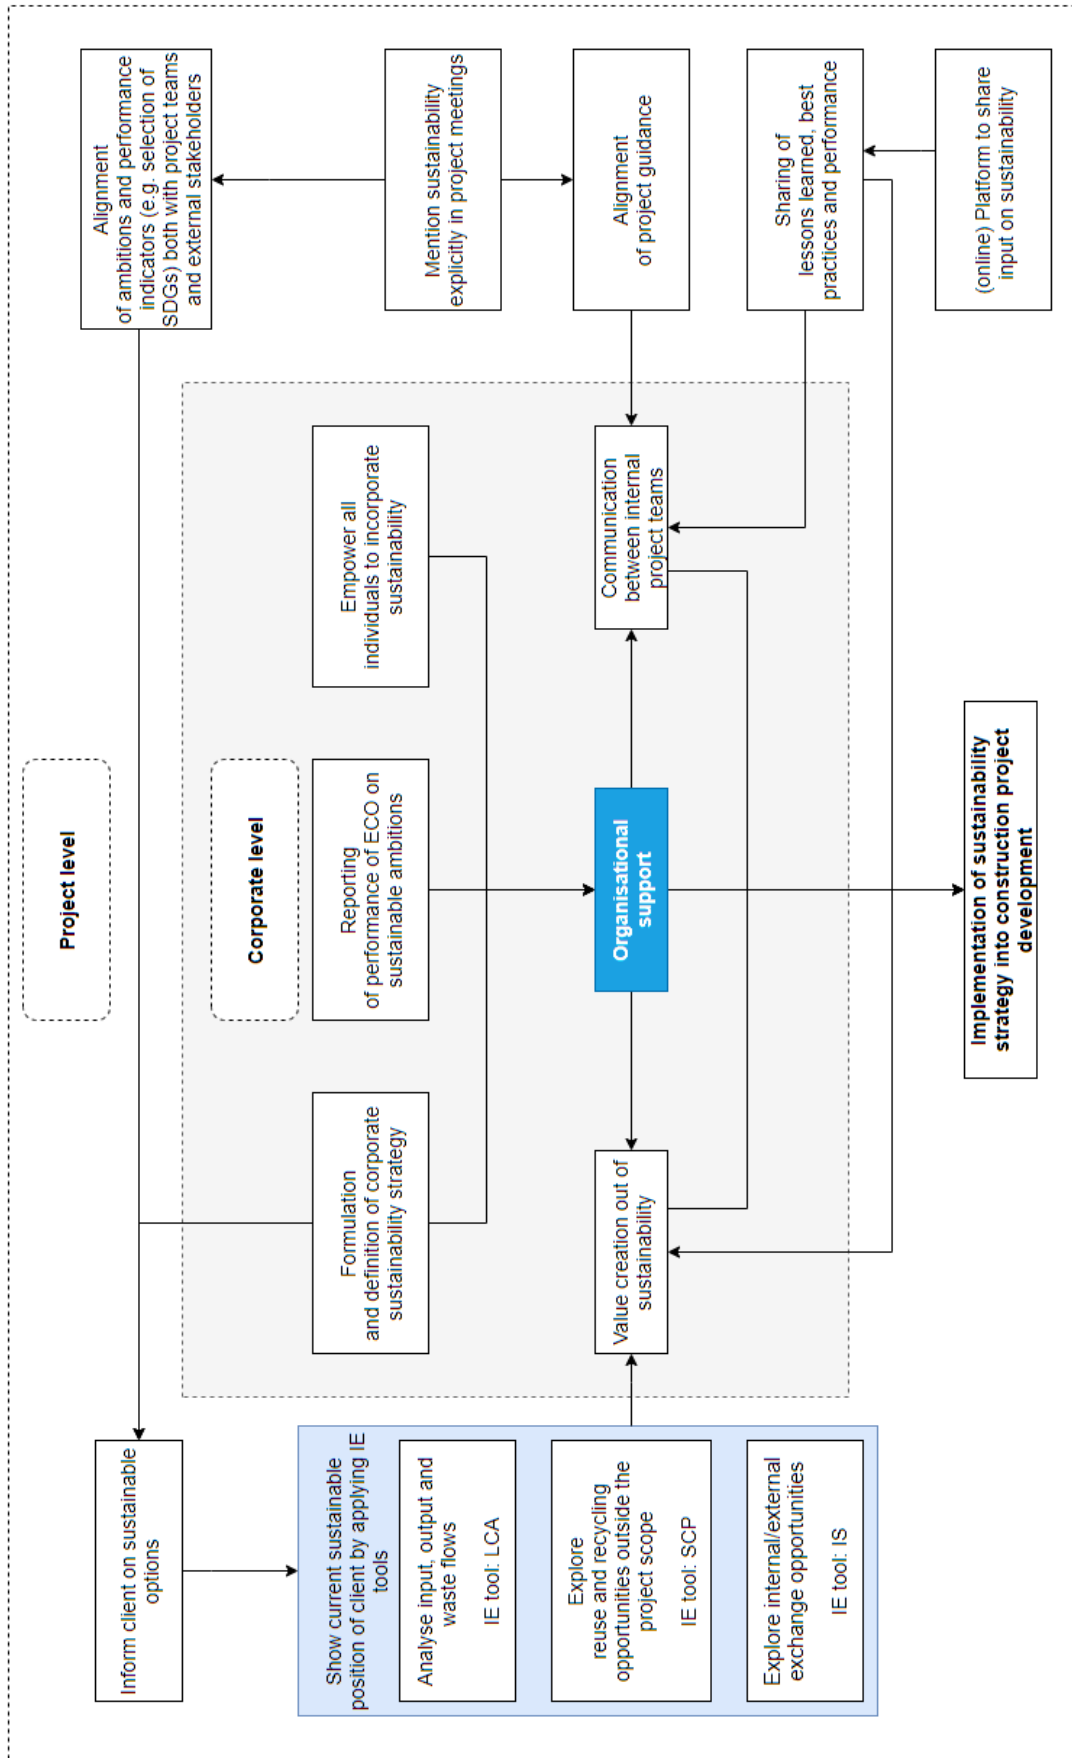 Project level
Corporate level
Inform client on sustainable
options
Show current sustainable
position of client by applying IE
tools
Analyse input, output and
waste flows
IE tool: LCA
Explore
reuse and recycling
opportunities outside the
project scope
IE tool: SCP
Explore internal/external
exchange opportunities
IE tool: IS
Formulation
and definition of corporate
sustainability strategy
Reporting
of performance of ECO on
sustainable ambitions
Empower all
individuals to incorporate
sustainability
Value creation out of
sustainability
Organisational
support
Communication
between internal
project teams
Alignment
of ambitions and performance
indicators (e.g. selection of
SDGs) both with project teams
and external stakeholders
Mention sustainability
explicitly in project meetings
Alignment
of project guidance
Sharing of
lessons learned, best
practices and performance
(online) Platform to share
input on sustainability
Implementation of sustainability
strategy into construction project
development